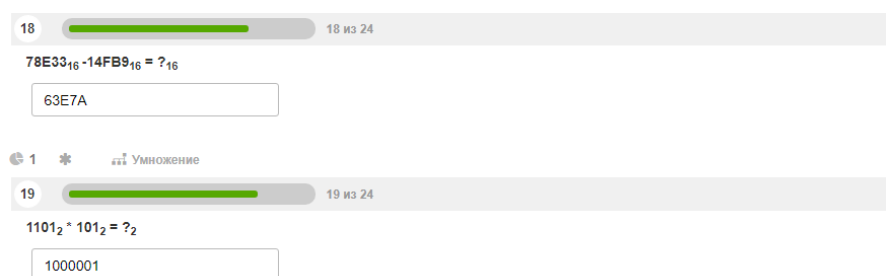 18 18 из 24
78E33₁₆ -14FB9₁₆ = ?₁₆
63E7A
1 * Умножение
19 19 из 24
1101₂ * 101₂ = ?₂
1000001